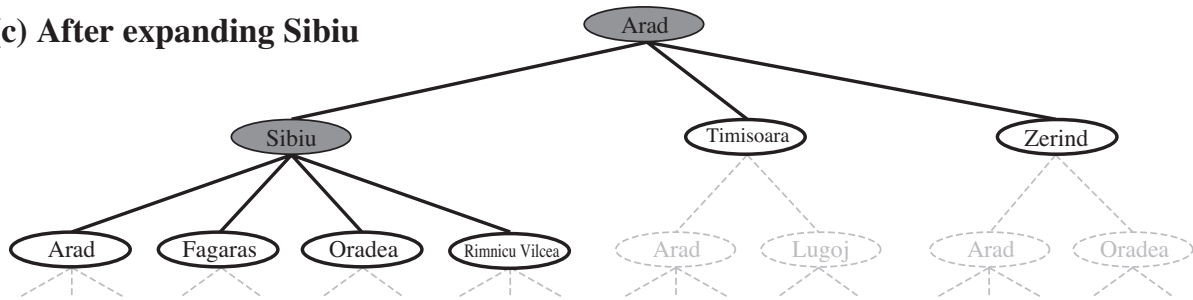 (c) After expanding Sibiu
Arad
Sibiu
Timisoara
Zerind
Arad
Fagaras
Oradea
Rimnicu Vilcea
Arad
Lugoj
Arad
Oradea